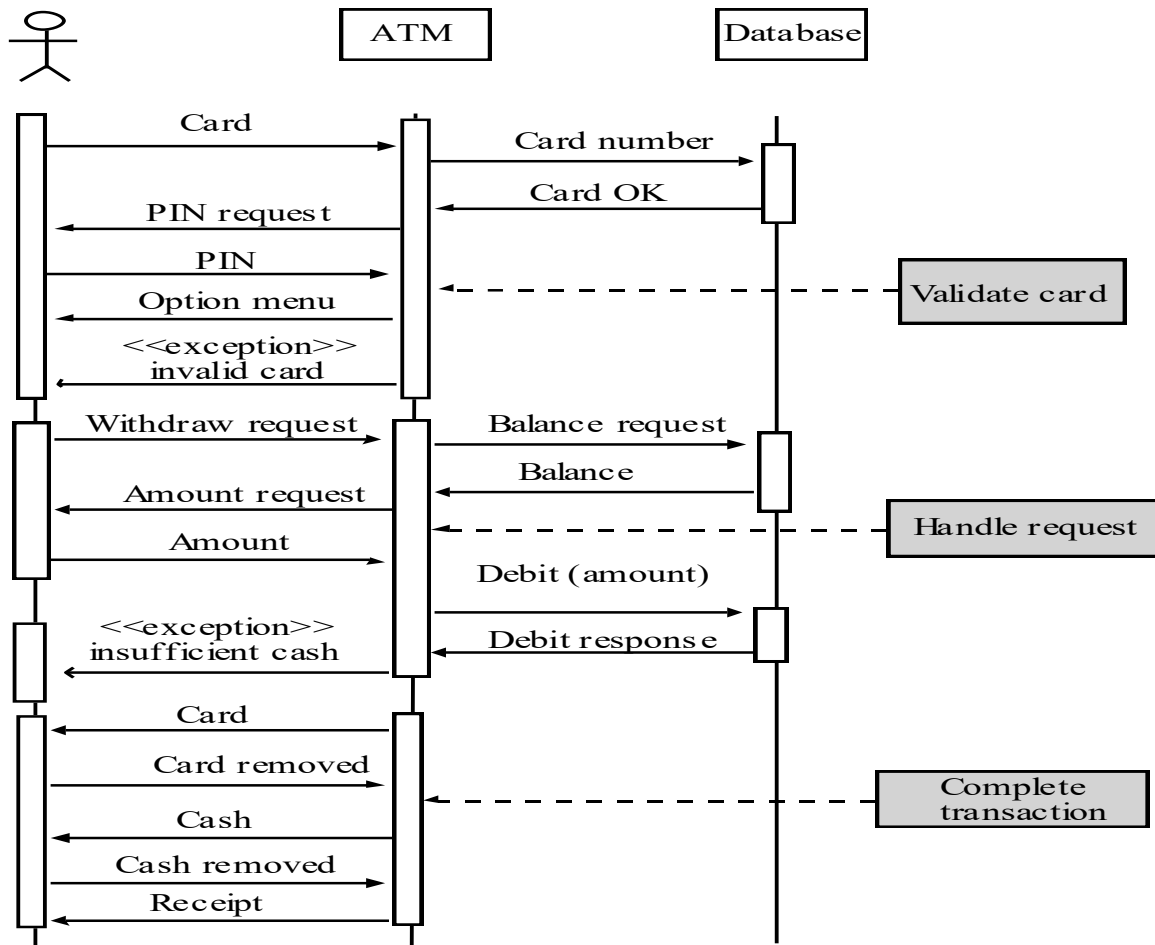 ATM
Database
Card
Card number
Card OK
PIN request
PIN
Validate card
Option menu
<<exception>>
invalid card
Withdraw request
Balance request
Balance
Amount request
Handle request
Amount
Debit (amount)
<<exception>>
insufficient cash
Debit response
Card
Card removed
Complete
transaction
Cash
Cash removed
Receipt